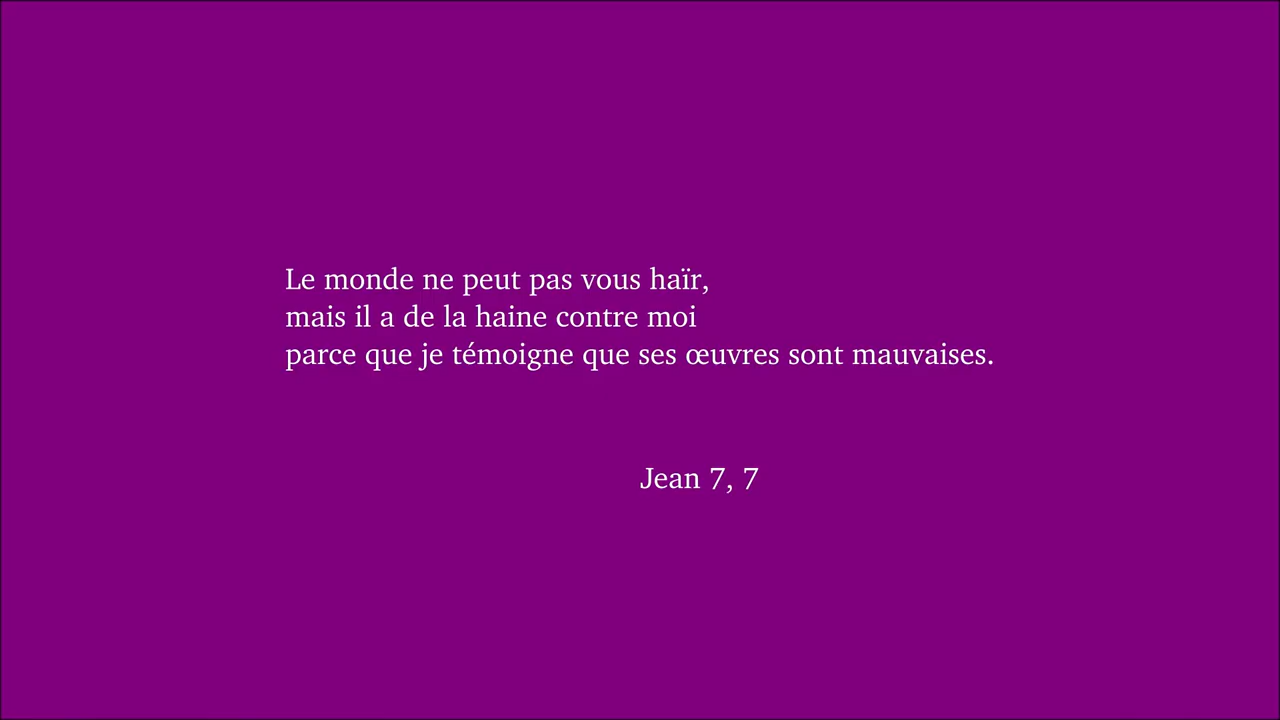 Le monde ne peut pas vous haïr,
mais il a de la haine contre moi
parce que je témoigne que ses œuvres sont mauvaises.
Jean 7, 7